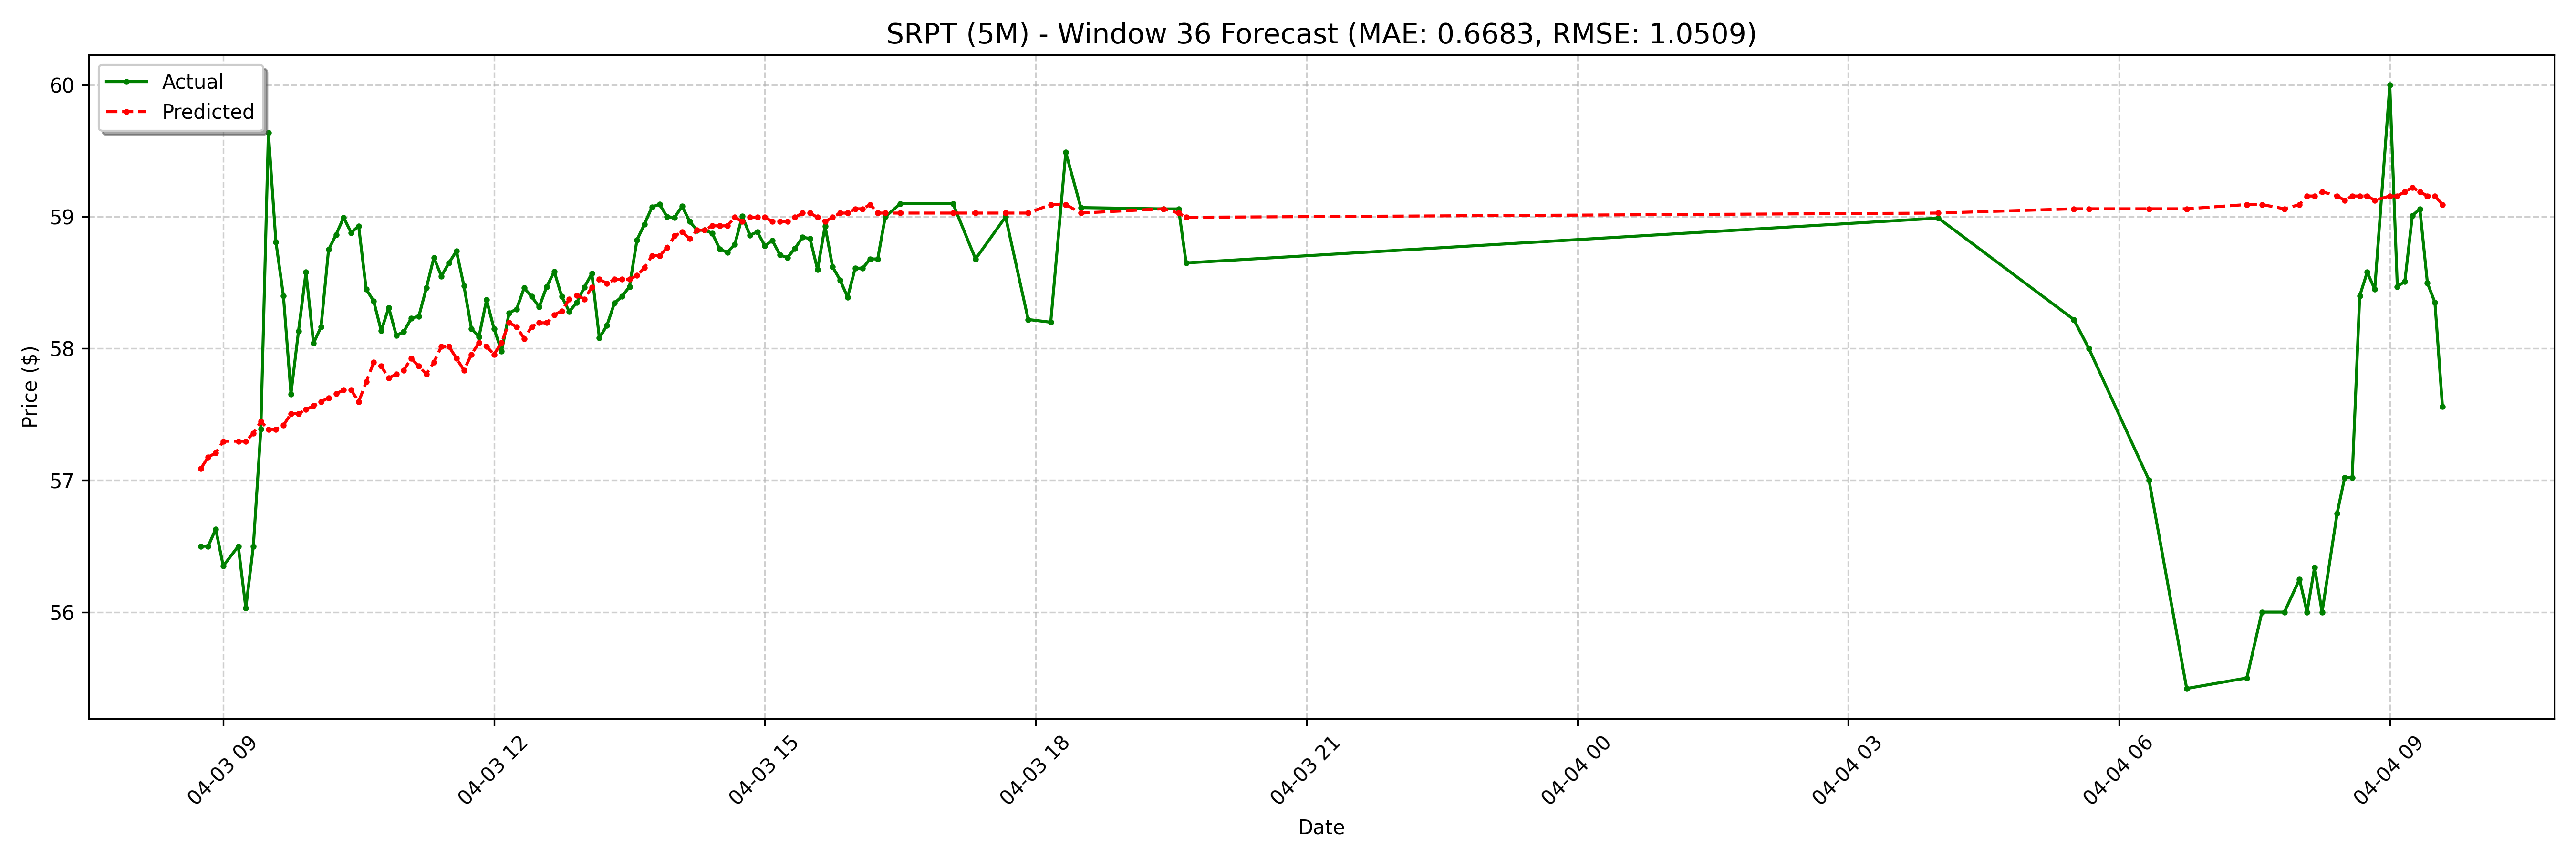 SRPT (5M) - Window 36 Forecast (MAE: 0.6683, RMSE: 1.0509)
Actual
Predicted
Price ($)
60
59
58
57
56
04-03 09
04-03 12
04-03 15
04-03 18
04-03 21
04-04 00
04-04 03
04-04 06
04-04 09
Date